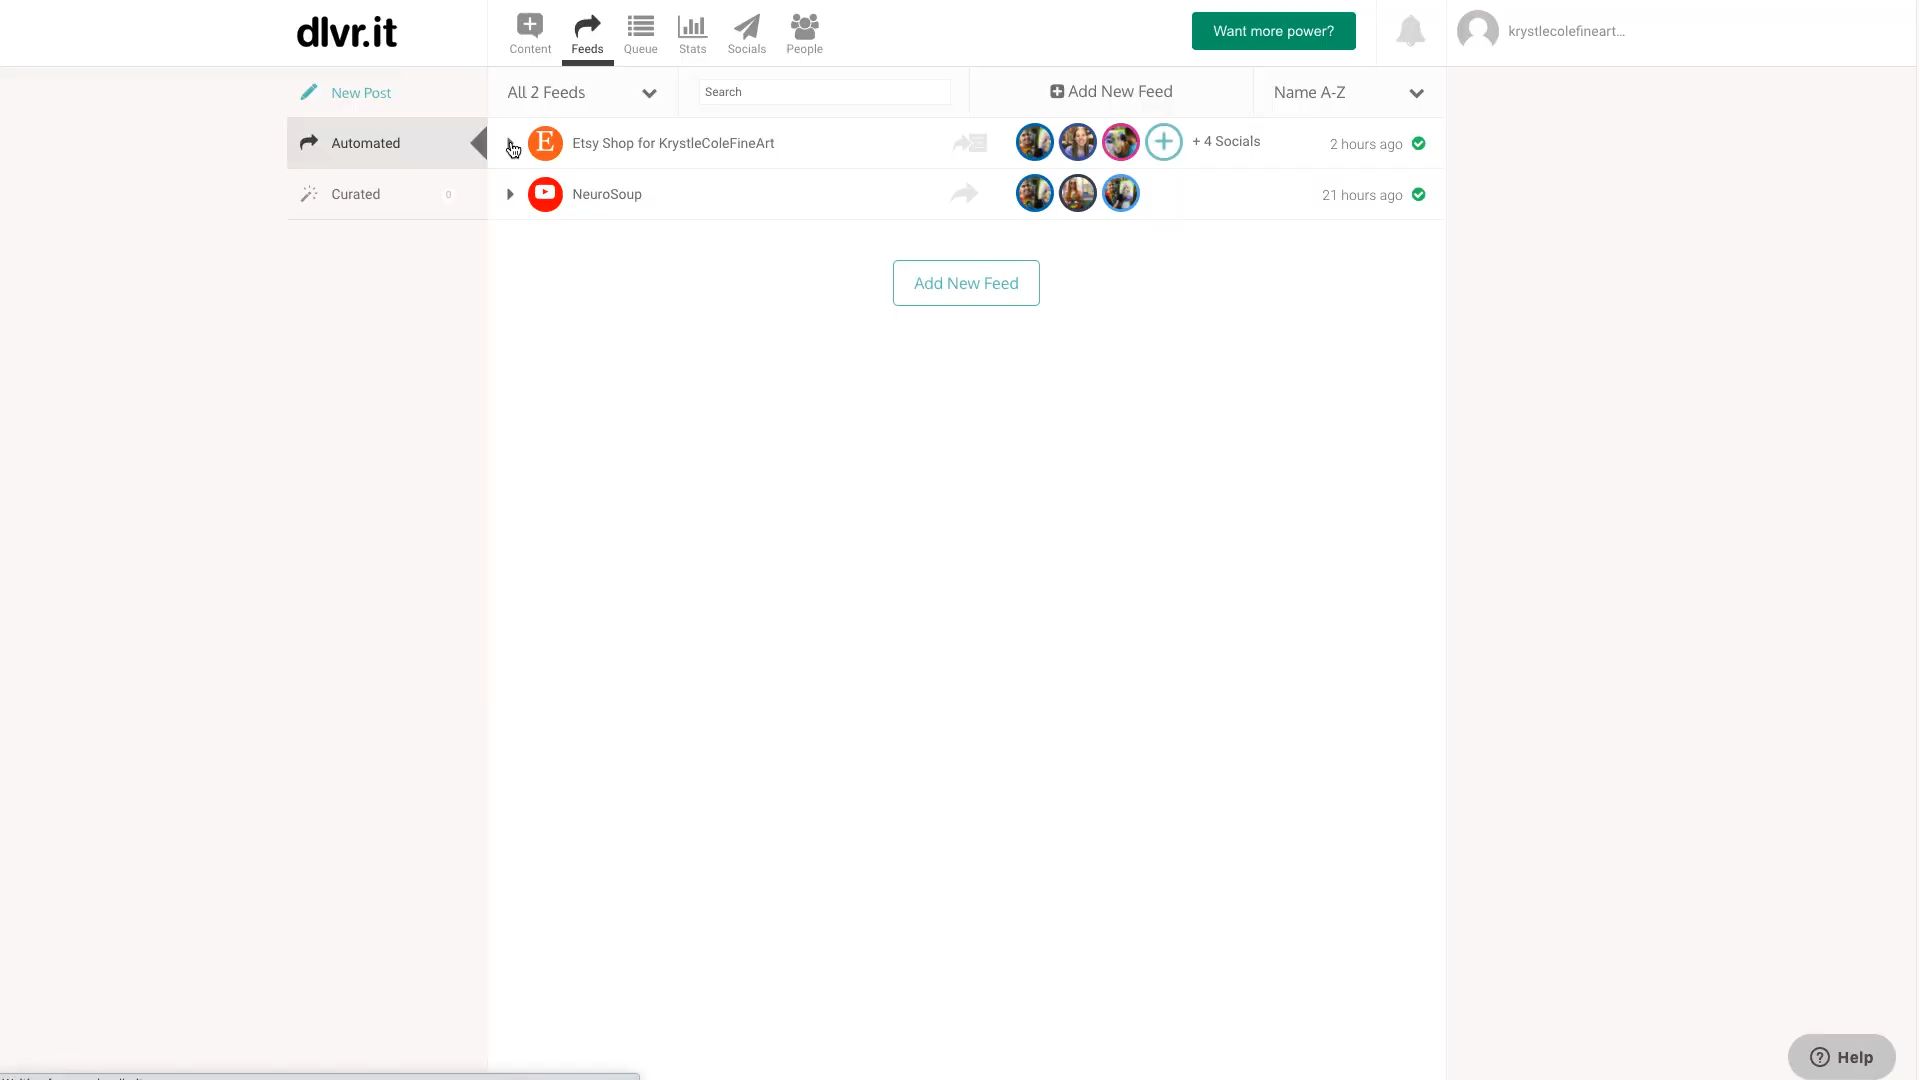 dlvr.it
Content
Feeds
Queue
Stats
Socials
People
Want more power?
krystlecolefineart...
New Post
All 2 Feeds
Search
Add New Feed
Name A-Z
Automated
E
Etsy Shop for KrystleColeFineArt
+ 4 Socials
2 hours ago
Curated
0
NeuroSoup
21 hours ago
Add New Feed
Help